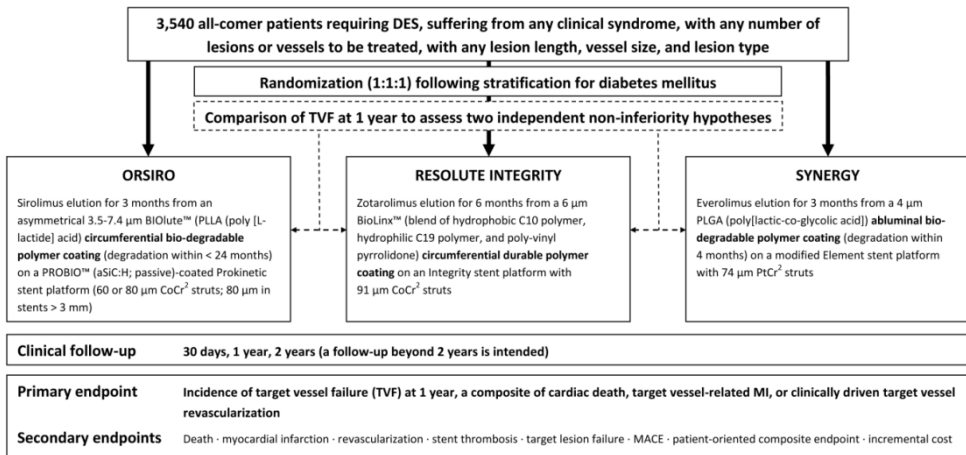 3,540 all-comer patients requiring DES, suffering from any clinical syndrome, with any number of
lesions or vessels to be treated, with any lesion length, vessel size, and lesion type
Randomization (1:1:1) following stratification for diabetes mellitus
Comparison of TVF at 1 year to assess two independent non-inferiority hypotheses
ORSIRO
Sirolimus elution for 3 months from an
asymmetrical 3.5-7.4 µm BIOlute™ (PLLA (poly [L-
lactide] acid) circumferential bio-degradable
polymer coating (degradation within < 24 months)
on a PROBIO™ (aSiC:H; passive)-coated Prokinetic
stent platform (60 or 80 µm CoCr² struts; 80 µm in
stents > 3 mm)
RESOLUTE INTEGRITY
Zotarolimus elution for 6 months from a 6 µm
BioLinx™ (blend of hydrophobic C10 polymer,
hydrophilic C19 polymer, and poly-vinyl
pyrrolidone) circumferential durable polymer
coating on an Integrity stent platform with
91 µm CoCr² struts
SYNERGY
Everolimus elution for 3 months from a 4 µm
PLGA (poly[lactic-co-glycolic acid]) abluminal bio-
degradable polymer coating (degradation within
4 months) on a modified Element stent platform
with 74 µm PtCr² struts
Clinical follow-up 30 days, 1 year, 2 years (a follow-up beyond 2 years is intended)
Primary endpoint Incidence of target vessel failure (TVF) at 1 year, a composite of cardiac death, target vessel-related MI, or clinically driven target vessel
revascularization
Secondary endpoints Death · myocardial infarction · revascularization · stent thrombosis · target lesion failure · MACE · patient-oriented composite endpoint · incremental cost